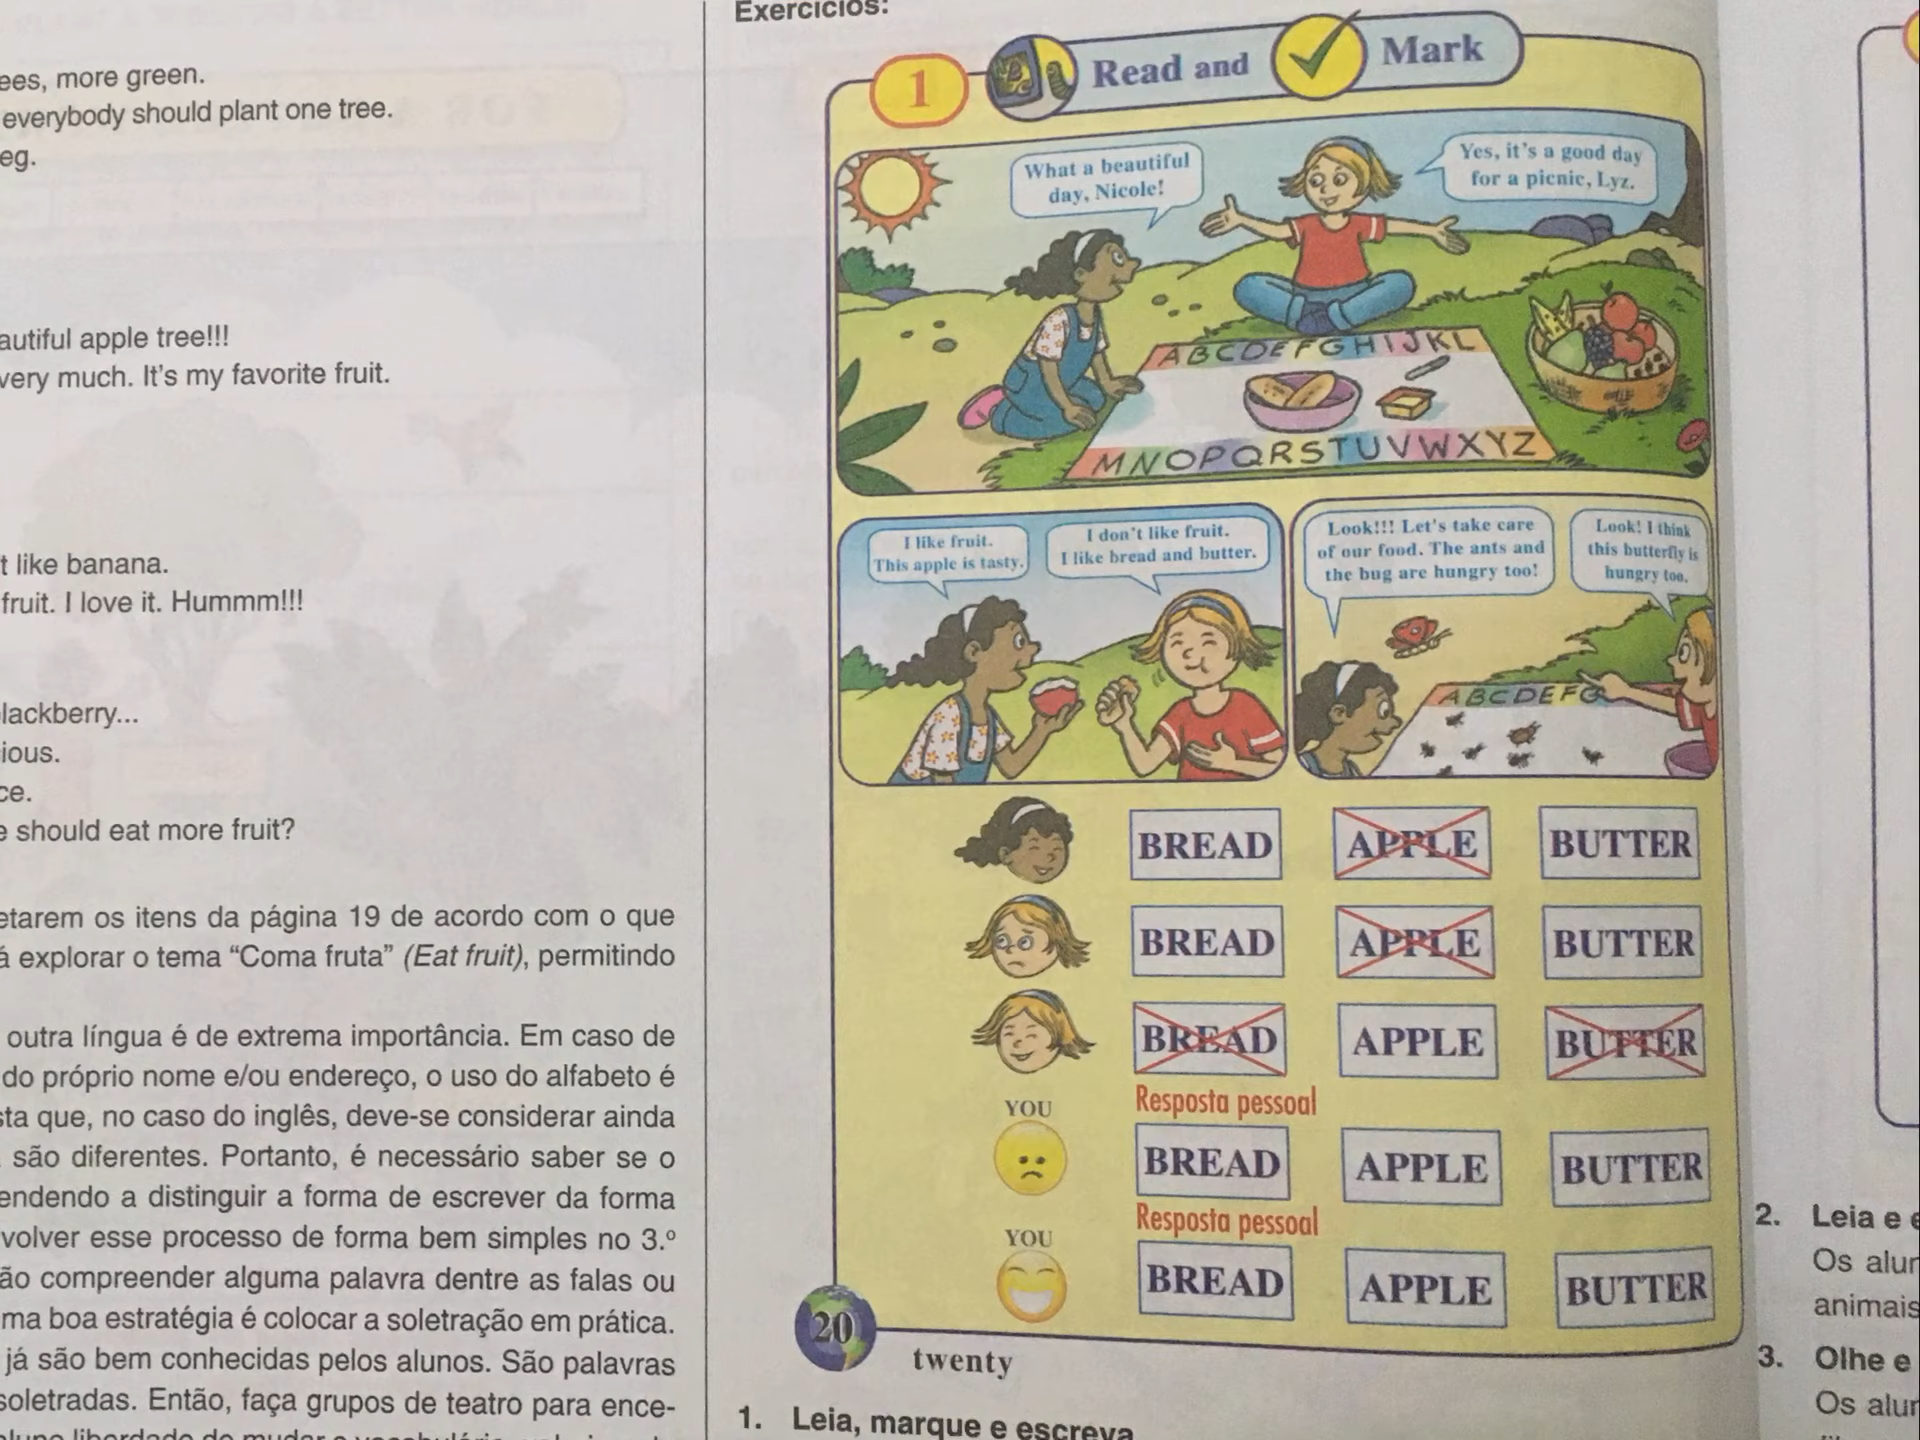 ees, more green.
everybody should plant one tree.
eg.
autiful apple tree!!!
very much. It's my favorite fruit.
t like banana.
fruit. I love it. Hummm!!!
lackberry...
ious.
ce.
e should eat more fruit?
etarem os itens da página 19 de acordo com o que
á explorar o tema “Coma fruta” (Eat fruit), permitindo
outra língua é de extrema importância. Em caso de
do próprio nome e/ou endereço, o uso do alfabeto é
sta que, no caso do inglês, deve-se considerar ainda
são diferentes. Portanto, é necessário saber se o
endendo a distinguir a forma de escrever da forma
volver esse processo de forma bem simples no 3.º
ão compreender alguma palavra dentre as falas ou
ma boa estratégia é colocar a soletração em prática.
já são bem conhecidas pelos alunos. São palavras
soletradas. Então, faça grupos de teatro para ence-
Exercícios:
1 Read and Mark
What a beautiful
day, Nicole!
Yes, it's a good day
for a picnic, Lyz.
ABCDEFGHIJKL
MNOPQRSTUVWXYZ
I like fruit.
This apple is tasty.
I don't like fruit.
I like bread and butter.
Look!!! Let's take care
of our food. The ants and
the bug are hungry too!
Look! I think
this butterfly is
hungry too.
ABCDEFG
BREAD APPLE BUTTER
BREAD APPLE BUTTER
BREAD APPLE BUTTER
YOU Resposta pessoal
BREAD APPLE BUTTER
YOU Resposta pessoal
BREAD APPLE BUTTER
20
twenty
1. Leia, marque e escreva
2. Leia e e
Os alun
animais
3. Olhe e
Os alun